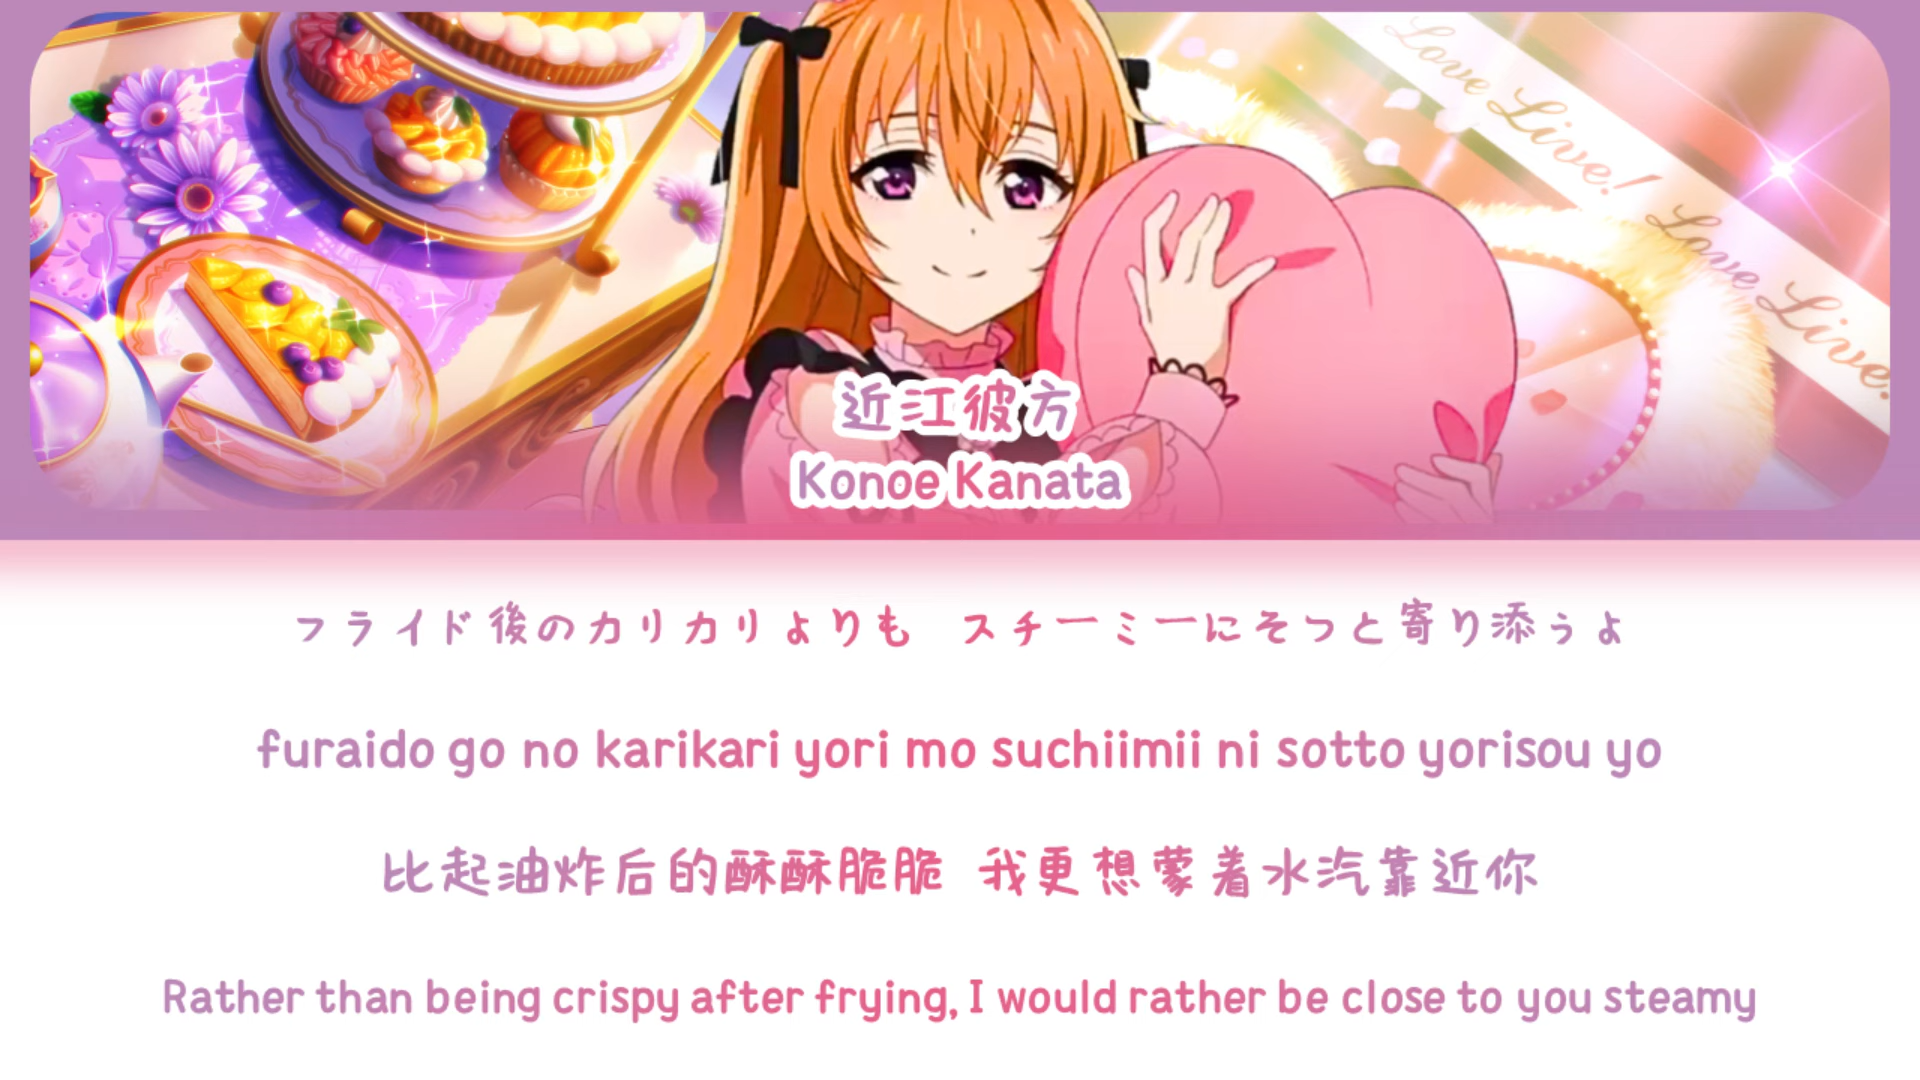 Love Live!
Love Live!
近江彼方
Konoe Kanata
フライド後のカリカリよりも　スチーミーにそっと寄り添うよ
furaido go no karikari yori mo suchiimii ni sotto yorisou yo
比起油炸后的酥酥脆脆 我更想蒙着水汽靠近你
Rather than being crispy after frying, I would rather be close to you steamy